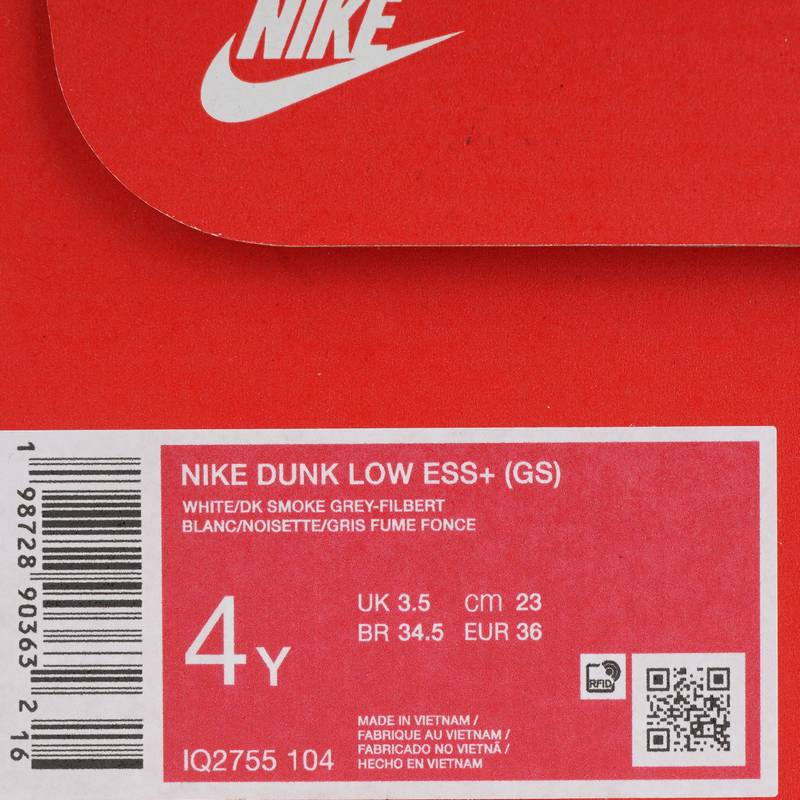 NIKE
NIKE DUNK LOW ESS+ (GS)
WHITE/DK SMOKE GREY-FILBERT
BLANC/NOISETTE/GRIS FUME FONCE
4Y
UK 3.5 cm 23
BR 34.5 EUR 36
RFID
IQ2755 104
MADE IN VIETNAM /
FABRIQUE AU VIETNAM /
FABRICADO NO VIETNÃ /
HECHO EN VIETNAM
1 98728 90363 2 16